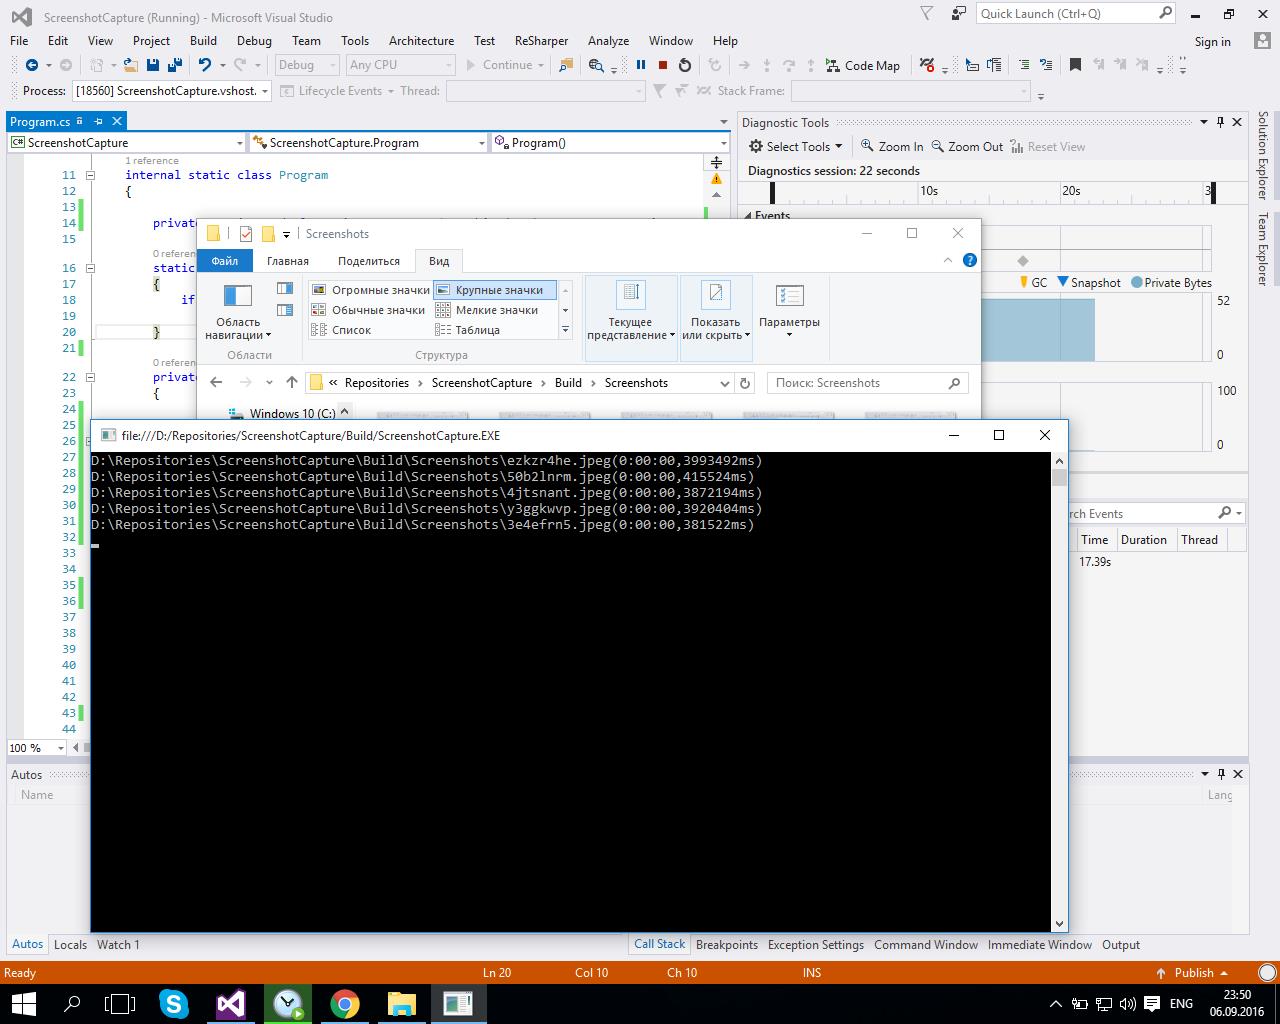 ScreenshotCapture (Running) - Microsoft Visual Studio
Quick Launch (Ctrl+Q)
File Edit View Project Build Debug Team Tools Architecture Test ReSharper Analyze Window Help
Sign in
Debug Any CPU Continue Code Map
Process: [18560] ScreenshotCapture.vshost. Lifecycle Events Thread: Stack Frame:
Program.cs
ScreenshotCapture ScreenshotCapture.Program Program()
1 reference
11 internal static class Program
12 {
13
14 private
15
0 referen
16 static
17 {
18 if
19
20 }
21
0 referen
22 private
23 {
24
25
26
27
28
29
30
31
32
33
34
35
36
37
38
39
40
41
42
43
44
100 %
Diagnostic Tools
Select Tools Zoom In Zoom Out Reset View
Diagnostics session: 22 seconds
10s 20s 3
Events
GC Snapshot Private Bytes
52
0
100
0
rch Events
Time Duration Thread
17.39s
Solution Explorer
Team Explorer
Screenshots
Файл Главная Поделиться Вид
Область навигации
Огромные значки Крупные значки
Обычные значки Мелкие значки
Список Таблица
Текущее представление
Показать или скрыть
Параметры
Области Структура
« Repositories › ScreenshotCapture › Build › Screenshots
Поиск: Screenshots
Windows 10 (C:)
file:///D:/Repositories/ScreenshotCapture/Build/ScreenshotCapture.EXE
D:\Repositories\ScreenshotCapture\Build\Screenshots\ezkzr4he.jpeg(0:00:00,3993492ms)
D:\Repositories\ScreenshotCapture\Build\Screenshots\50b2lnrm.jpeg(0:00:00,415524ms)
D:\Repositories\ScreenshotCapture\Build\Screenshots\4jtsnant.jpeg(0:00:00,3872194ms)
D:\Repositories\ScreenshotCapture\Build\Screenshots\y3ggkwvp.jpeg(0:00:00,3920404ms)
D:\Repositories\ScreenshotCapture\Build\Screenshots\3e4efrn5.jpeg(0:00:00,381522ms)
Autos
Name
Lang
Autos Locals Watch 1
Call Stack Breakpoints Exception Settings Command Window Immediate Window Output
Ready Ln 20 Col 10 Ch 10 INS Publish
ENG
23:50
06.09.2016